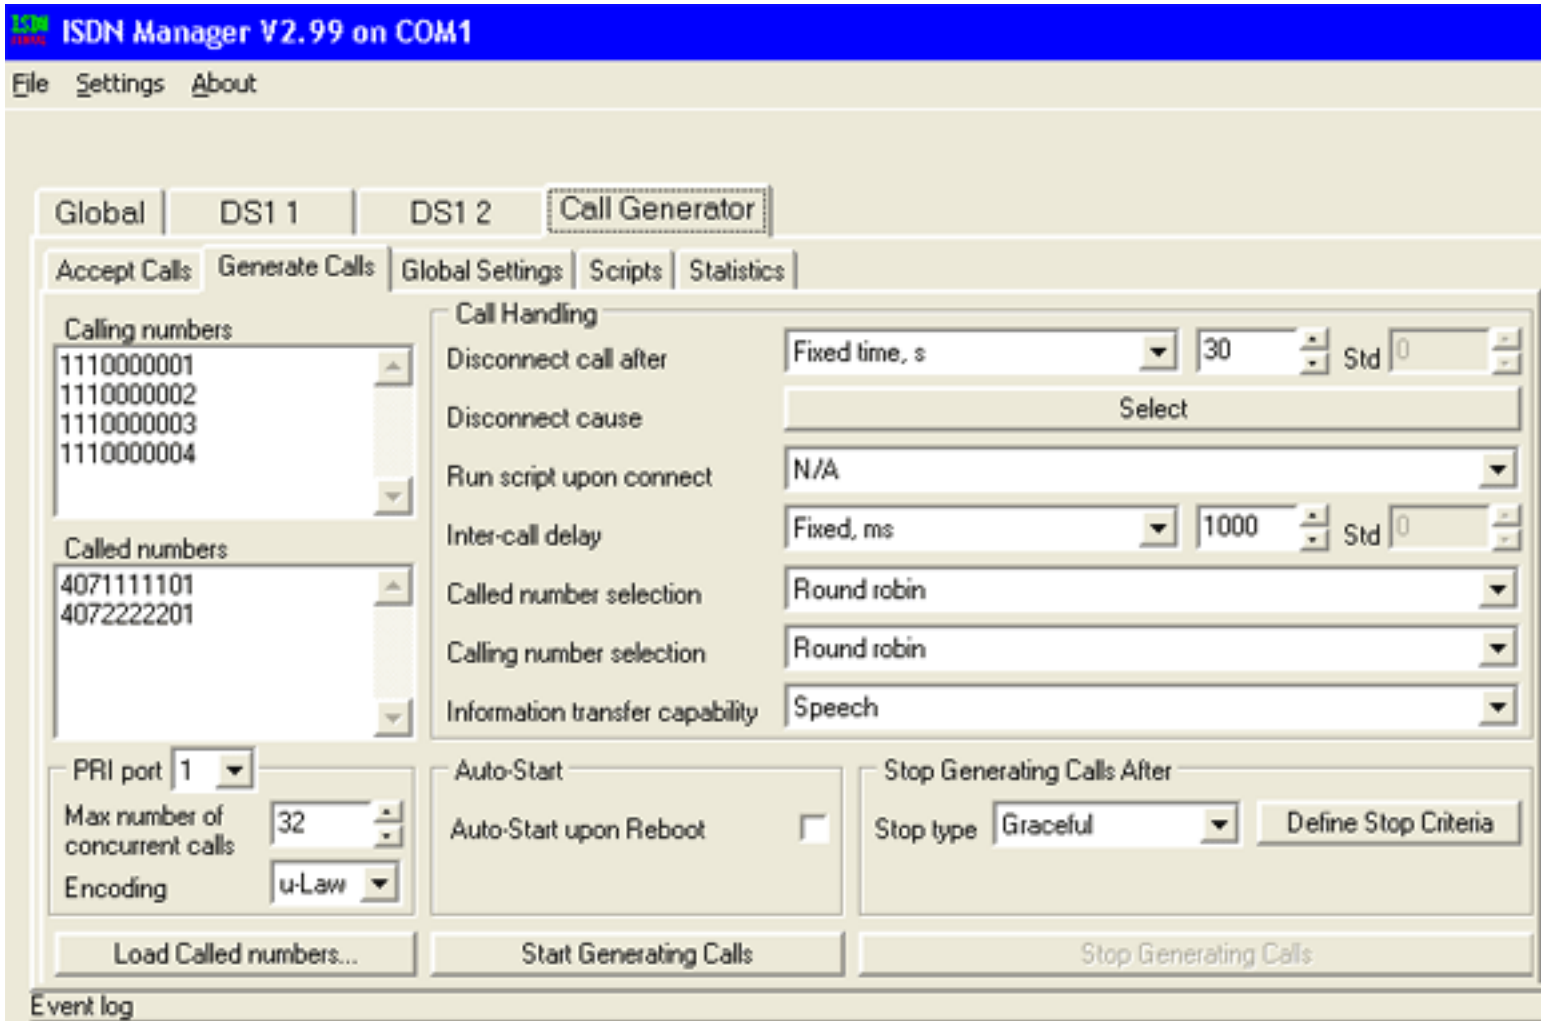 ISDN Manager V2.99 on COM1
File Settings About
Global DS1 1 DS1 2 Call Generator
Accept Calls Generate Calls Global Settings Scripts Statistics
Calling numbers
1110000001
1110000002
1110000003
1110000004
Called numbers
4071111101
4072222201
PRI port 1
Max number of
concurrent calls 32
Encoding u-Law
Load Called numbers...
Call Handling
Disconnect call after Fixed time, s 30 Std 0
Disconnect cause Select
Run script upon connect N/A
Inter-call delay Fixed, ms 1000 Std 0
Called number selection Round robin
Calling number selection Round robin
Information transfer capability Speech
Auto-Start
Auto-Start upon Reboot
Start Generating Calls
Stop Generating Calls After
Stop type Graceful Define Stop Criteria
Stop Generating Calls
Event log